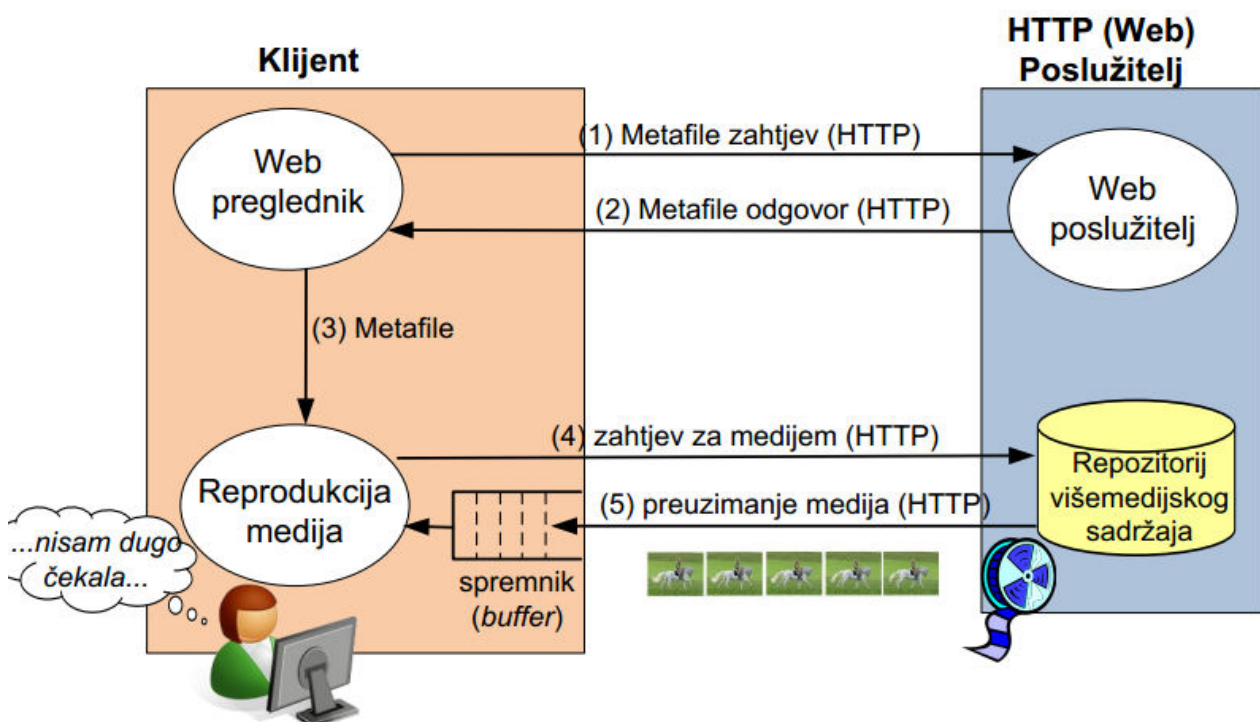 Klijent
HTTP (Web)
Poslužitelj
Web
preglednik
(1) Metafile zahtjev (HTTP)
(2) Metafile odgovor (HTTP)
Web
poslužitelj
(3) Metafile
(4) zahtjev za medijem (HTTP)
Reprodukcija
medija
(5) preuzimanje medija (HTTP)
Repozitorij
višemedijskog
sadržaja
...nisam dugo
čekala...
spremnik
(buffer)